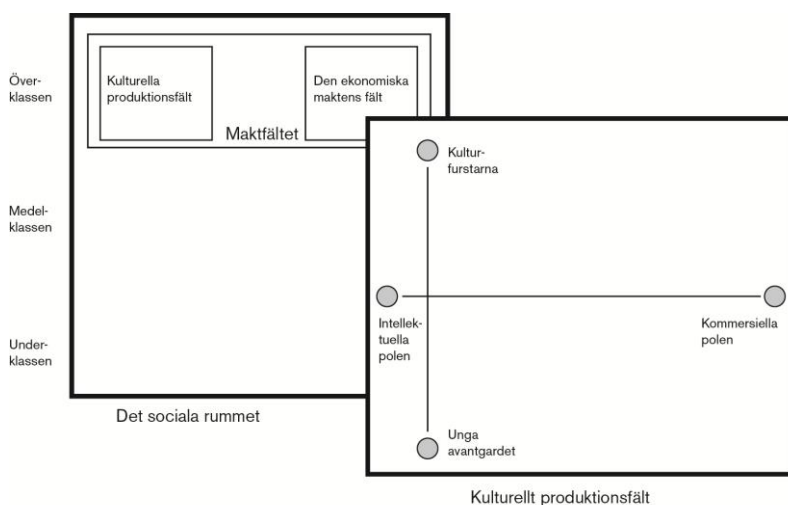 Över-
klassen
Kulturella
produktionsfält
Den ekonomiska
maktens fält
Maktfältet
Medel-
klassen
Under-
klassen
Det sociala rummet
Kultur-
furstarna
Intellek-
tuella
polen
Kommersiella
polen
Unga
avantgardet
Kulturellt produktionsfält